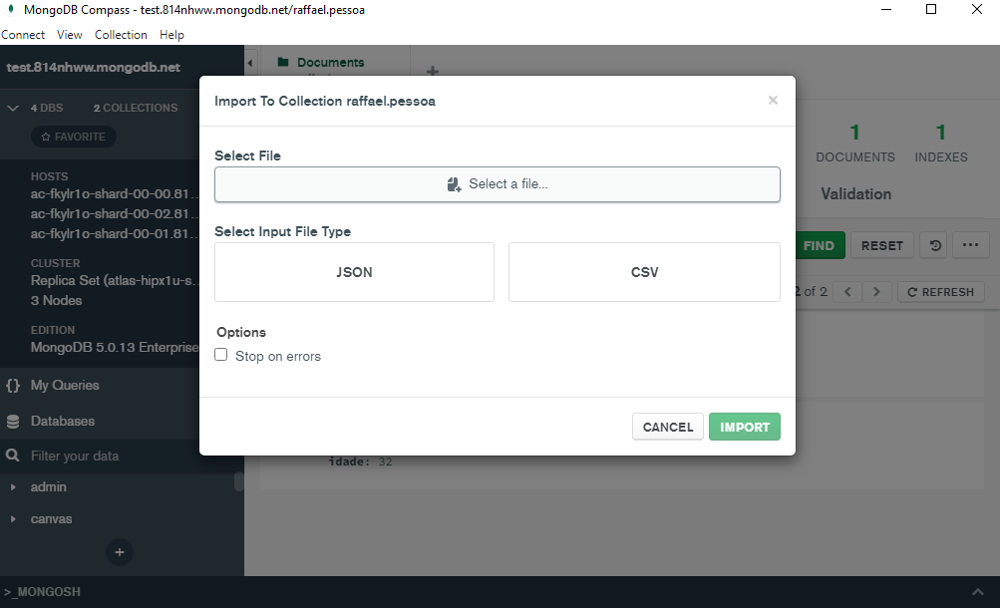 MongoDB Compass - test.814nhww.mongodb.net/raffael.pessoa
Connect View Collection Help
test.814nhww.mongodb.net
4 DBS 2 COLLECTIONS
FAVORITE
HOSTS
ac-fkylr1o-shard-00-00.81...
ac-fkylr1o-shard-00-02.81...
ac-fkylr1o-shard-00-01.81...
CLUSTER
Replica Set (atlas-hipx1u-s...
3 Nodes
EDITION
MongoDB 5.0.13 Enterprise
{} My Queries
Databases
Filter your data
admin
canvas
+
Documents
+
1
DOCUMENTS
1
INDEXES
Validation
FIND RESET ...
2 of 2 < > REFRESH
Import To Collection raffael.pessoa
×
Select File
Select a file...
Select Input File Type
JSON CSV
Options
Stop on errors
CANCEL IMPORT
idade: 32
>_MONGOSH